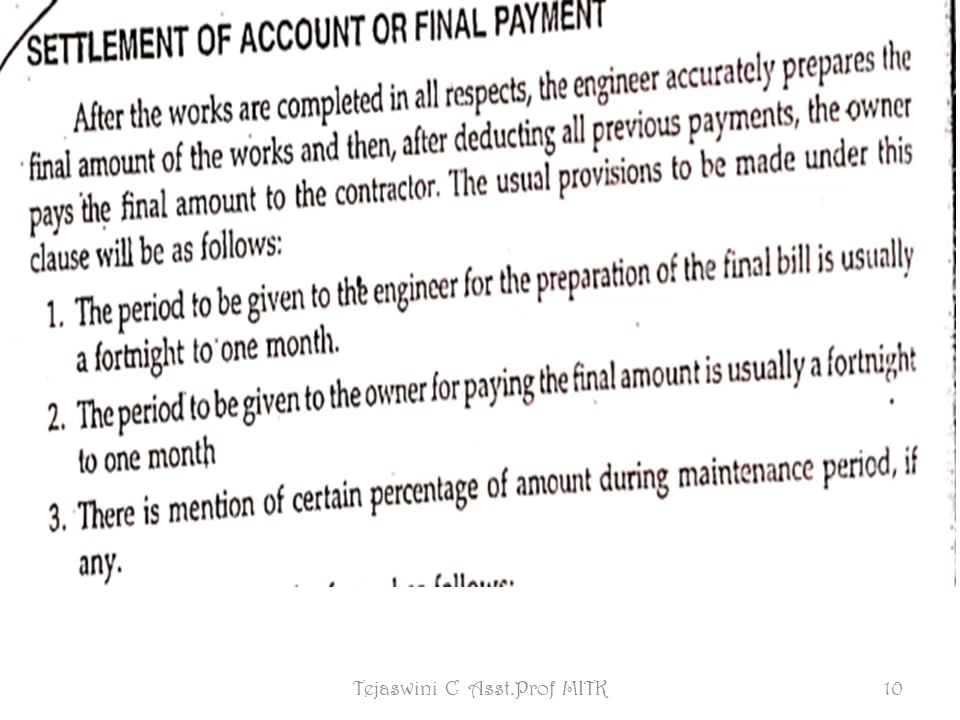 SETTLEMENT OF ACCOUNT OR FINAL PAYMENT
After the works are completed in all respects, the engineer accurately prepares the
final amount of the works and then, after deducting all previous payments, the owner
pays the final amount to the contractor. The usual provisions to be made under this
clause will be as follows:
1. The period to be given to the engineer for the preparation of the final bill is usually
a fortnight to one month.
2. The period to be given to the owner for paying the final amount is usually a fortnight
to one month
3. There is mention of certain percentage of amount during maintenance period, if
any.
follows:
Tejaswini C Asst.Prof MITK
10